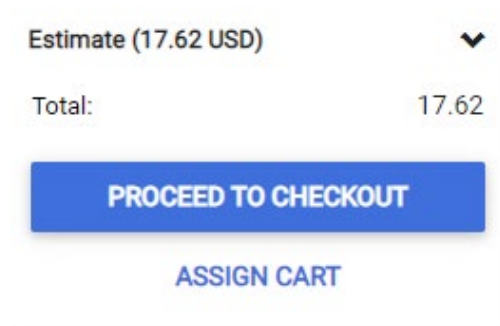 Estimate (17.62 USD)
Total: 17.62
PROCEED TO CHECKOUT
ASSIGN CART